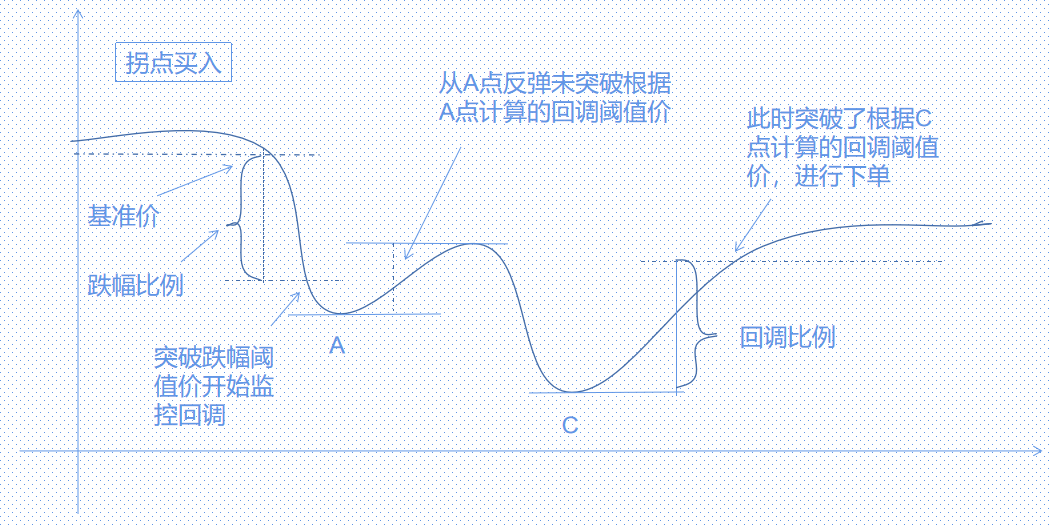 拐点买入
从A点反弹未突破根据
A点计算的回调阈值价
此时突破了根据C
点计算的回调阈值
价，进行下单
基准价
跌幅比例
突破跌幅阈
值价开始监
控回调
A
回调比例
C